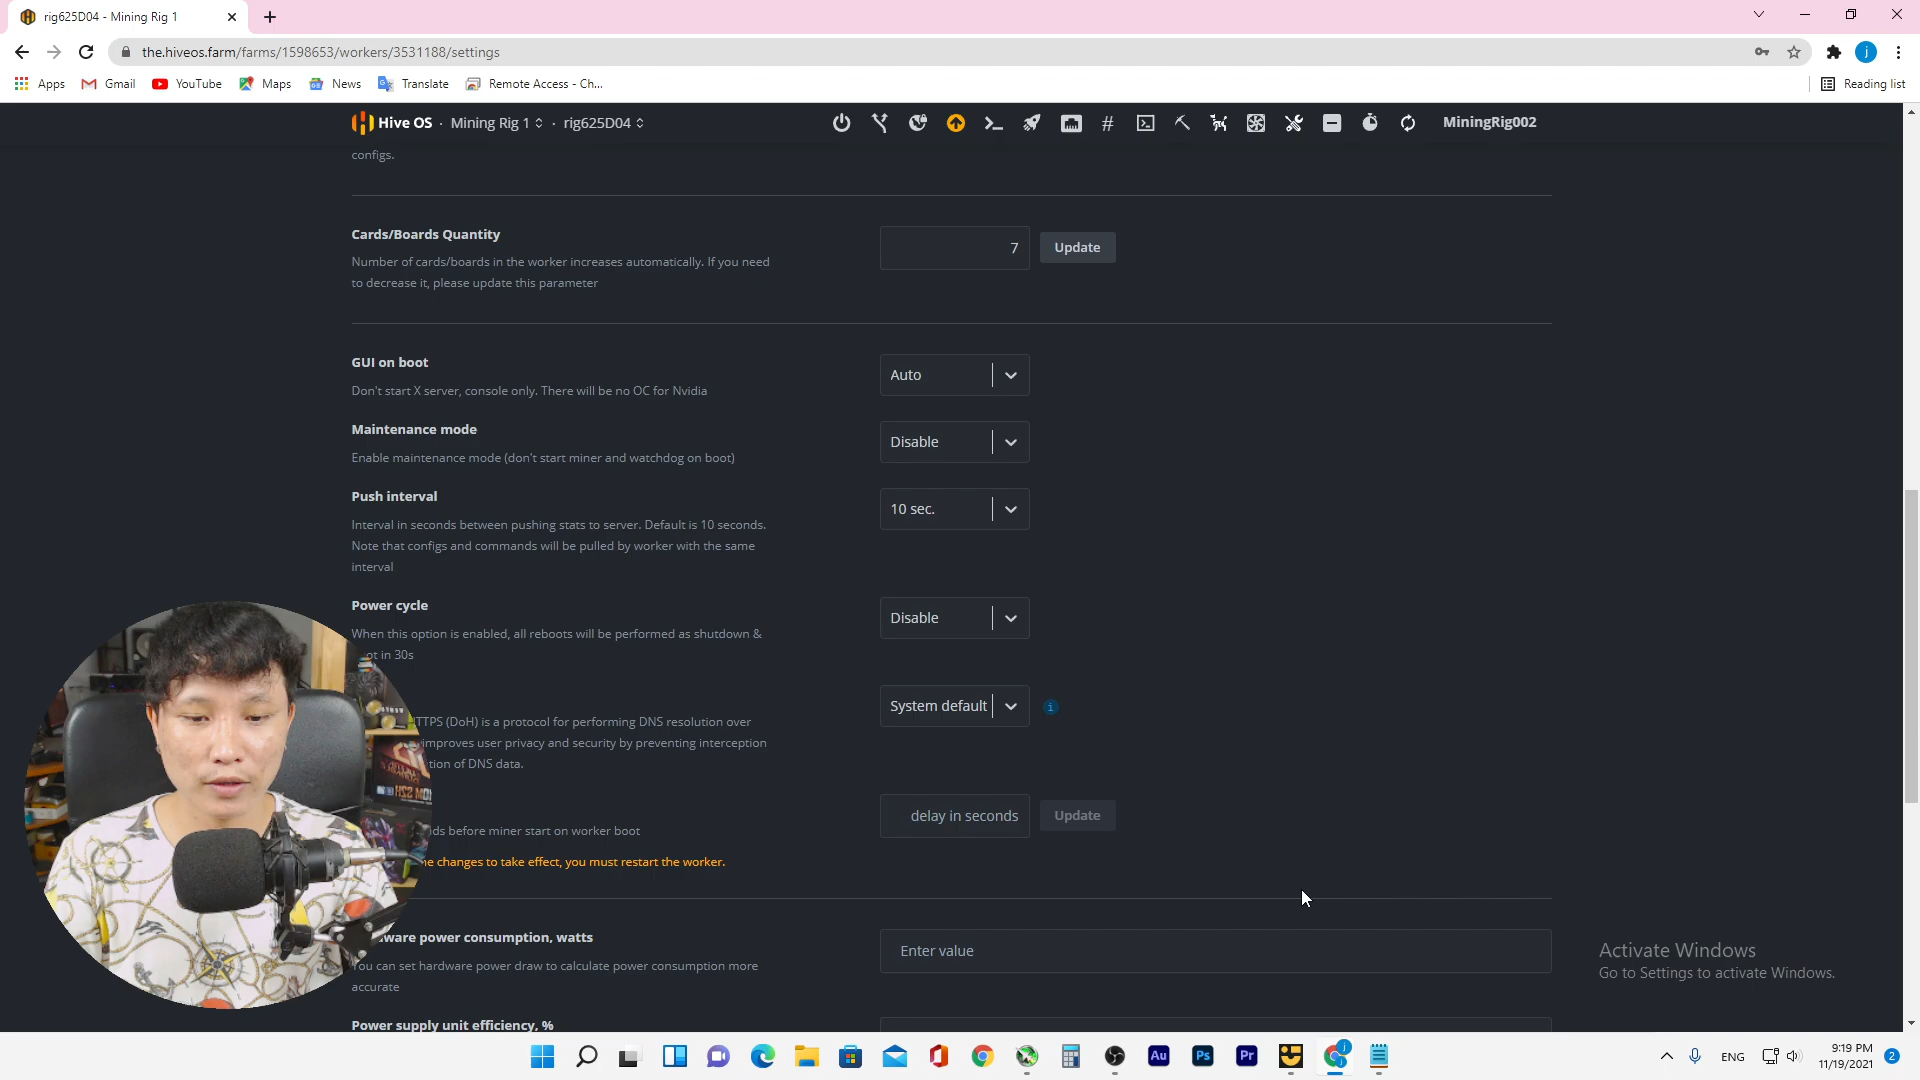 rig625D04 - Mining Rig 1
the.hiveos.farm/farms/1598653/workers/3531188/settings
Apps
Gmail
YouTube
Maps
News
Translate
Remote Access - Ch...
Reading list
Hive OS · Mining Rig 1 · rig625D04
MiningRig002
configs.
Cards/Boards Quantity
7
Update
Number of cards/boards in the worker increases automatically. If you need
to decrease it, please update this parameter
GUI on boot
Auto
Don't start X server, console only. There will be no OC for Nvidia
Maintenance mode
Disable
Enable maintenance mode (don't start miner and watchdog on boot)
Push interval
10 sec.
Interval in seconds between pushing stats to server. Default is 10 seconds.
Note that configs and commands will be pulled by worker with the same
interval
Power cycle
Disable
When this option is enabled, all reboots will be performed as shutdown &
in 30s
System default
(DoH) is a protocol for performing DNS resolution over
improves user privacy and security by preventing interception
of DNS data.
delay in seconds
Update
before miner start on worker boot
changes to take effect, you must restart the worker.
power consumption, watts
Enter value
You can set hardware power draw to calculate power consumption more
accurate
Power supply unit efficiency, %
Activate Windows
Go to Settings to activate Windows.
Au
Ps
Pr
ENG
9:19 PM
11/19/2021
2